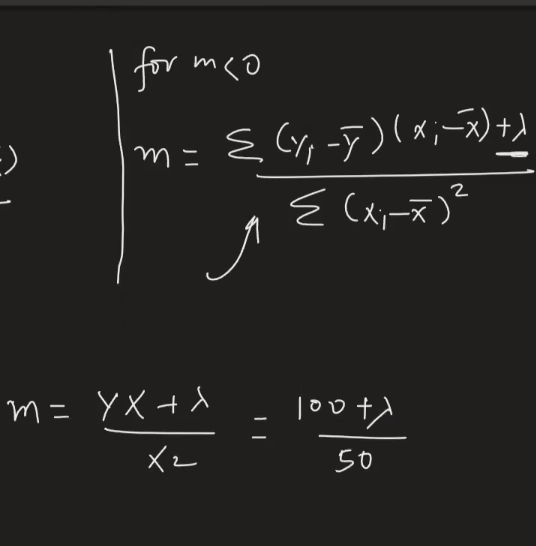 )
for m<0
m = Σ (yᵢ - ȳ)(xᵢ - x̄) + λ
Σ (xᵢ - x̄)²
m = YX + λ = 100 + λ
X2 50